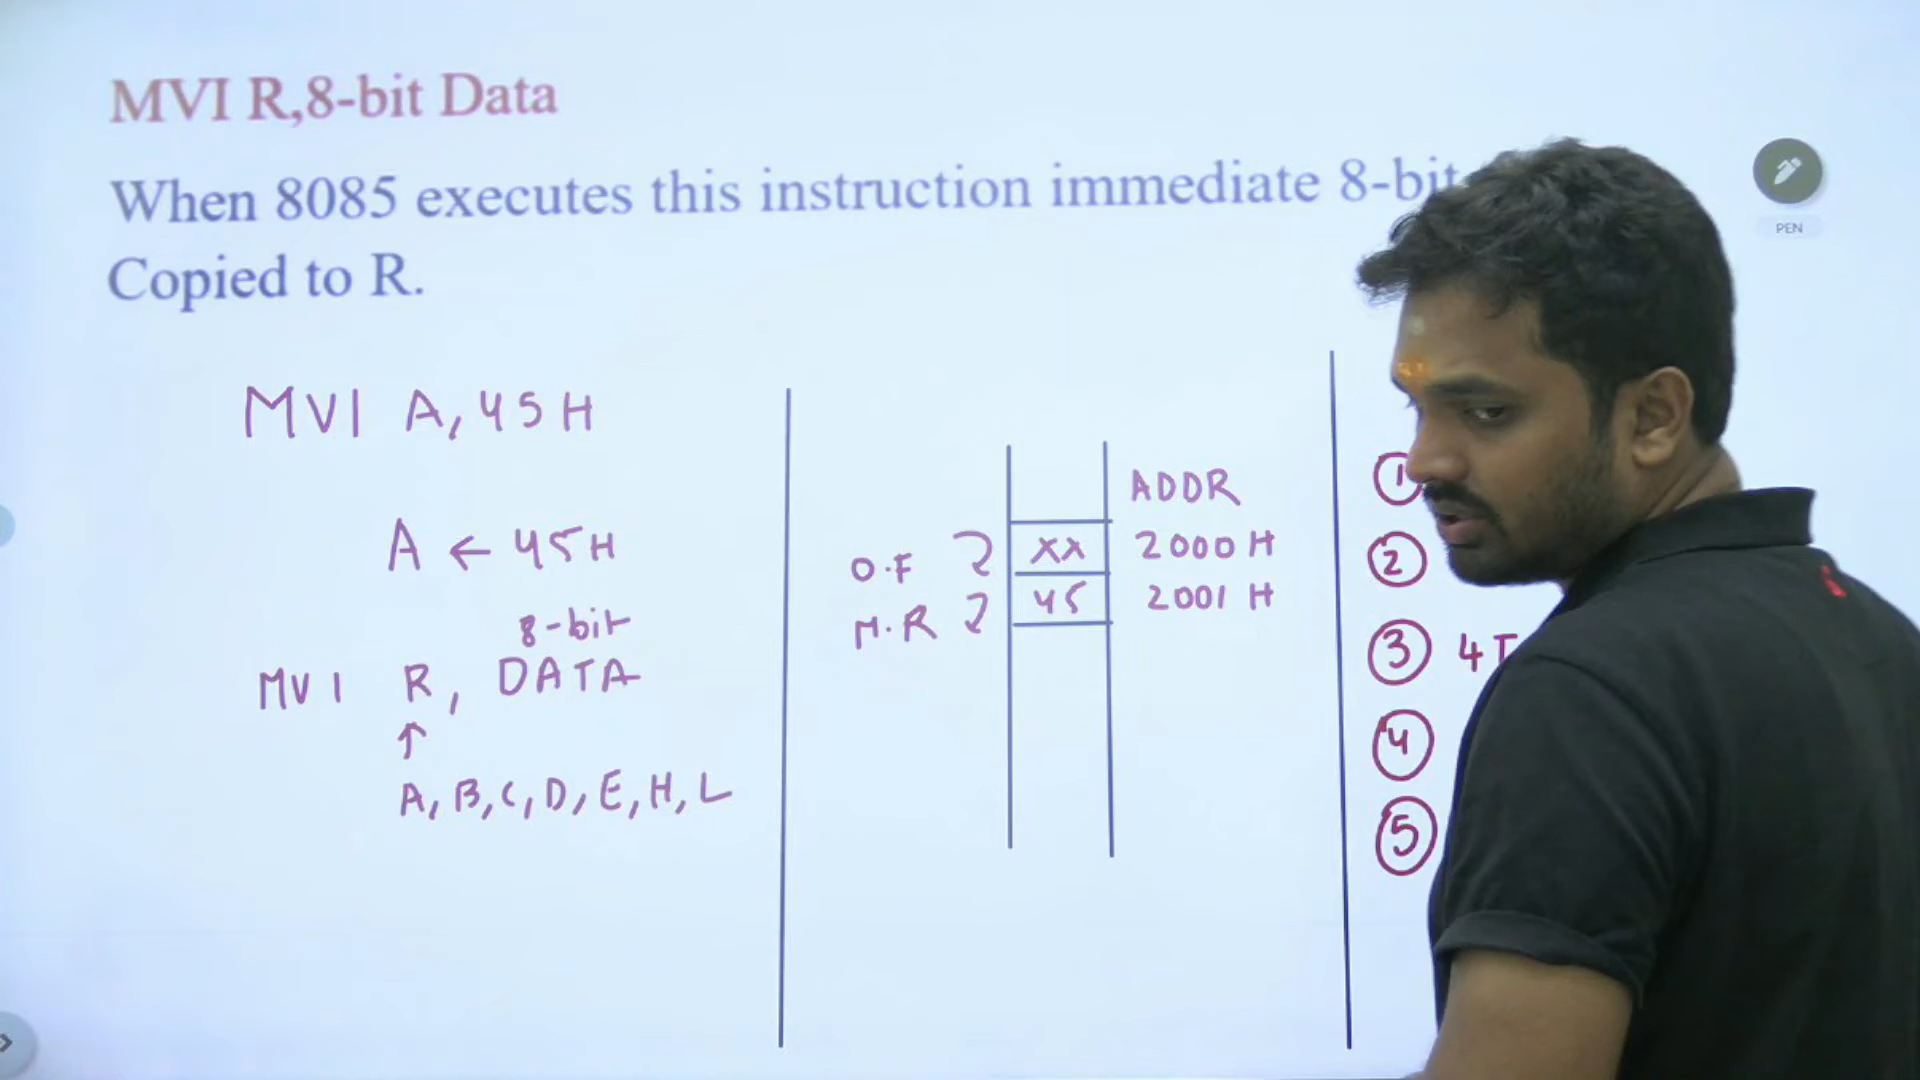 MVI R,8-bit Data
When 8085 executes this instruction immediate 8-bit
Copied to R.
PEN
MVI A, 45H
A ← 45H
8-bit
MVI R, DATA
↑
A, B, C, D, E, H, L
ADDR
O.F XX 2000 H
M.R 45 2001 H
1
2
3 4T
4
5